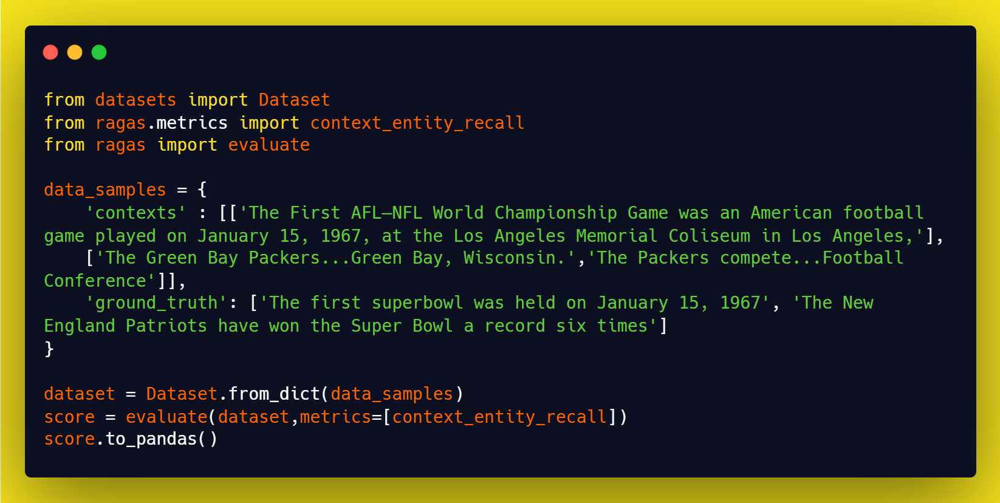 from datasets import Dataset
from ragas.metrics import context_entity_recall
from ragas import evaluate
data_samples = {
    'contexts' : [['The First AFL–NFL World Championship Game was an American football
game played on January 15, 1967, at the Los Angeles Memorial Coliseum in Los Angeles,'],
    ['The Green Bay Packers...Green Bay, Wisconsin.','The Packers compete...Football
Conference']],
    'ground_truth': ['The first superbowl was held on January 15, 1967', 'The New
England Patriots have won the Super Bowl a record six times']
}
dataset = Dataset.from_dict(data_samples)
score = evaluate(dataset,metrics=[context_entity_recall])
score.to_pandas()